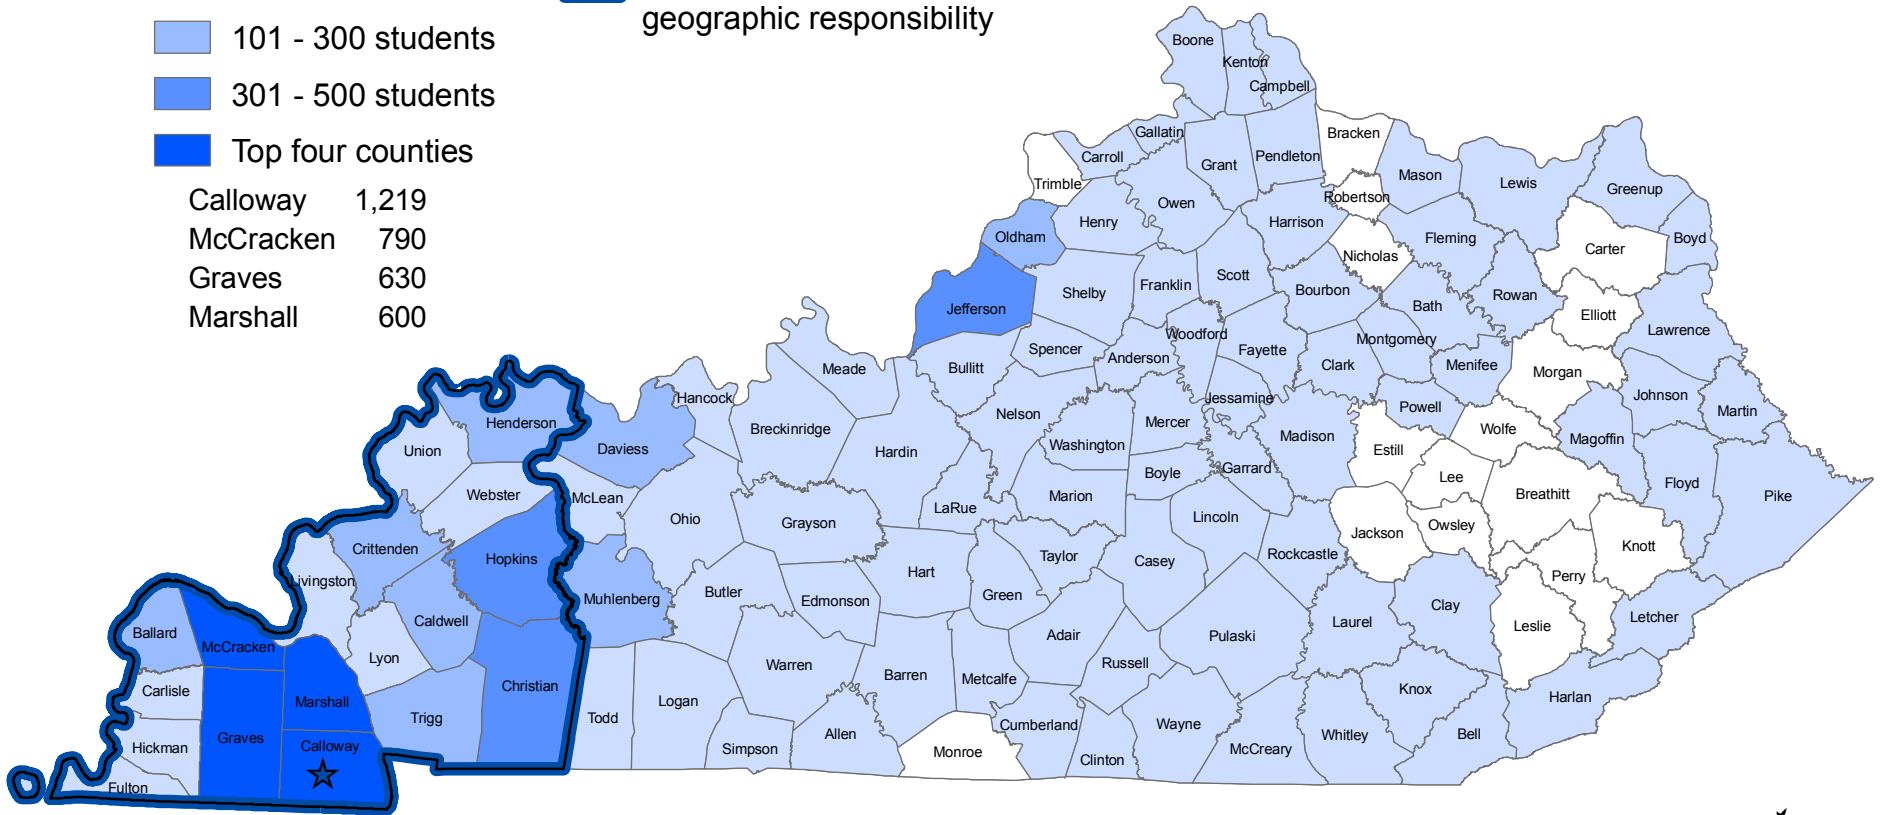 geographic responsibility
101 - 300 students
301 - 500 students
Top four counties
Calloway 1,219
McCracken 790
Graves 630
Marshall 600
Boone
Kenton
Campbell
Gallatin
Carroll
Trimble
Grant
Pendleton
Bracken
Mason
Lewis
Greenup
Robertson
Owen
Henry
Oldham
Harrison
Fleming
Carter
Boyd
Nicholas
Jefferson
Shelby
Franklin
Scott
Bourbon
Bath
Rowan
Elliott
Lawrence
Woodford
Montgomery
Spencer
Anderson
Fayette
Clark
Menifee
Morgan
Meade
Bullitt
Hancock
Jessamine
Powell
Johnson
Martin
Nelson
Mercer
Washington
Madison
Wolfe
Magoffin
Henderson
Daviess
Breckinridge
Hardin
Union
Estill
Boyle
Garrard
Lee
Floyd
Pike
Webster
McLean
Marion
Breathitt
LaRue
Ohio
Grayson
Lincoln
Jackson
Owsley
Knott
Crittenden
Hopkins
Taylor
Casey
Rockcastle
Livingston
Hart
Perry
Muhlenberg
Butler
Edmonson
Green
Clay
Letcher
Caldwell
Ballard
McCracken
Adair
Pulaski
Laurel
Leslie
Lyon
Warren
Russell
Carlisle
Marshall
Christian
Barren
Metcalfe
Knox
Harlan
Trigg
Todd
Logan
Cumberland
Wayne
Whitley
Bell
Graves
Calloway
Hickman
Simpson
Allen
Monroe
McCreary
Clinton
Fulton